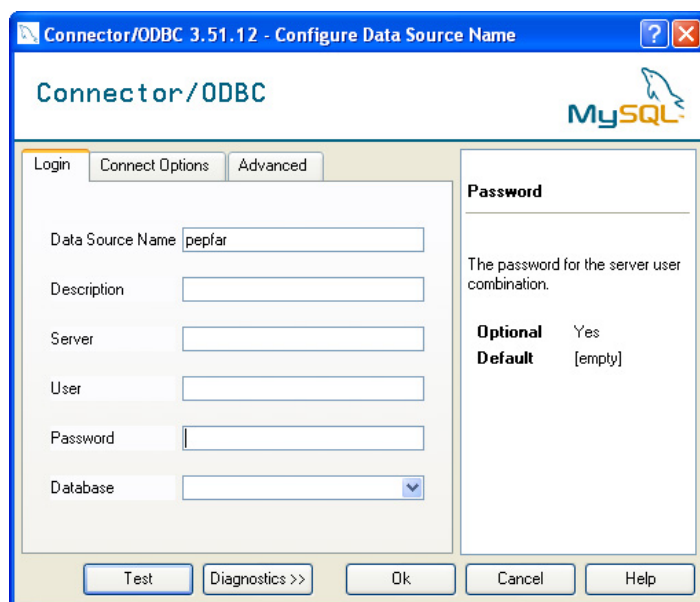 Connector/ODBC 3.51.12 - Configure Data Source Name
?
Connector/ODBC
MySQL
Login
Connect Options
Advanced
Data Source Name
pepfar
Description
Server
User
Password
Database
Password
The password for the server user
combination.
Optional Yes
Default [empty]
Test
Diagnostics >>
Ok
Cancel
Help